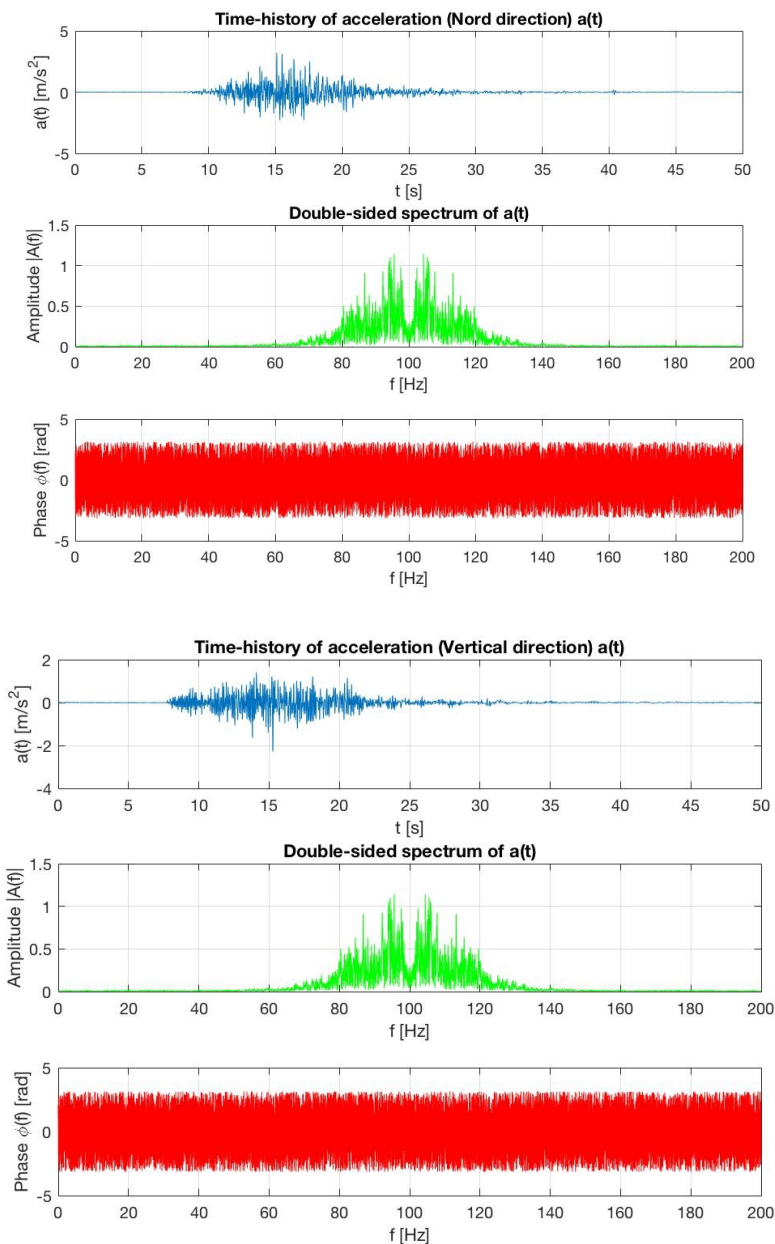 Time-history of acceleration (Nord direction) a(t)
a(t) [m/s²]
5
0
-5
0 5 10 15 20 25 30 35 40 45 50
t [s]
Double-sided spectrum of a(t)
Amplitude |A(f)|
1.5
1
0.5
0
0 20 40 60 80 100 120 140 160 180 200
f [Hz]
Phase ϕ(f) [rad]
5
0
-5
0 20 40 60 80 100 120 140 160 180 200
f [Hz]
Time-history of acceleration (Vertical direction) a(t)
a(t) [m/s²]
2
0
-2
-4
0 5 10 15 20 25 30 35 40 45 50
t [s]
Double-sided spectrum of a(t)
Amplitude |A(f)|
1.5
1
0.5
0
0 20 40 60 80 100 120 140 160 180 200
f [Hz]
Phase ϕ(f) [rad]
5
0
-5
0 20 40 60 80 100 120 140 160 180 200
f [Hz]